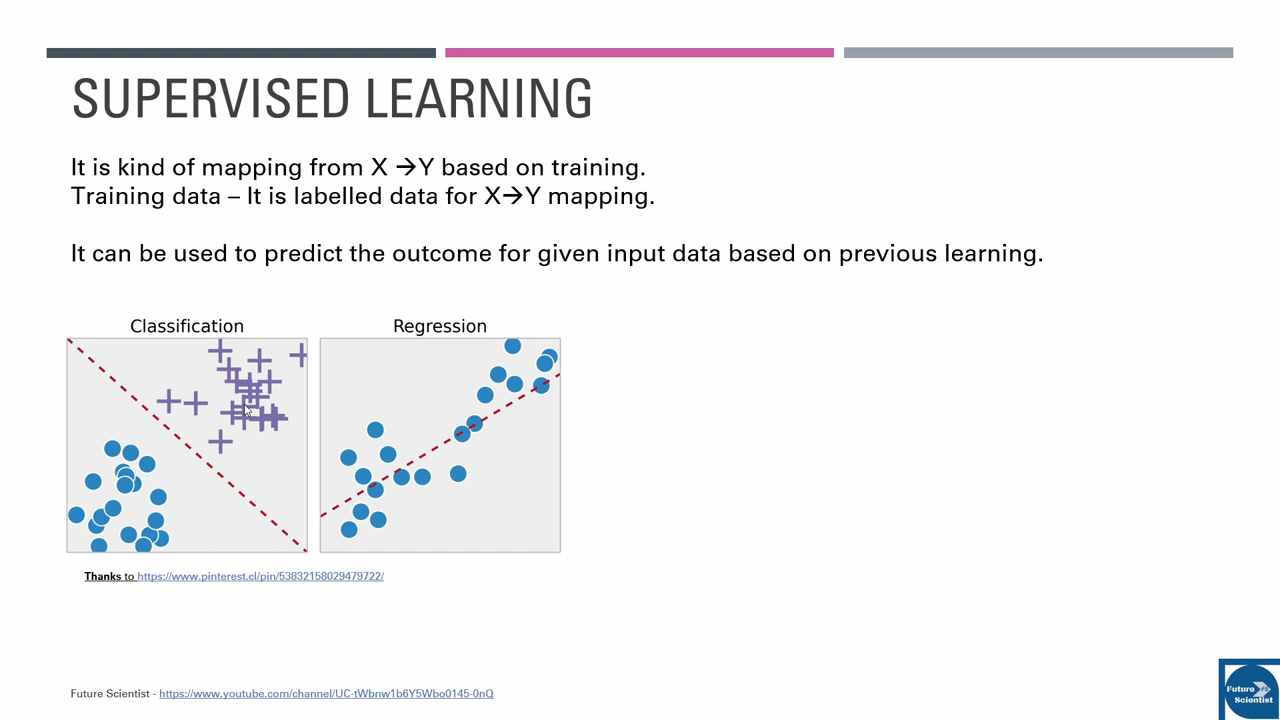 SUPERVISED LEARNING
It is kind of mapping from X →Y based on training.
Training data – It is labelled data for X→Y mapping.
It can be used to predict the outcome for given input data based on previous learning.
Classification
Regression
Thanks to https://www.pinterest.cl/pin/53832158029479722/
Future Scientist - https://www.youtube.com/channel/UC-tWbnw1b6Y5Wbo0145-0nQ
Future
Scientist